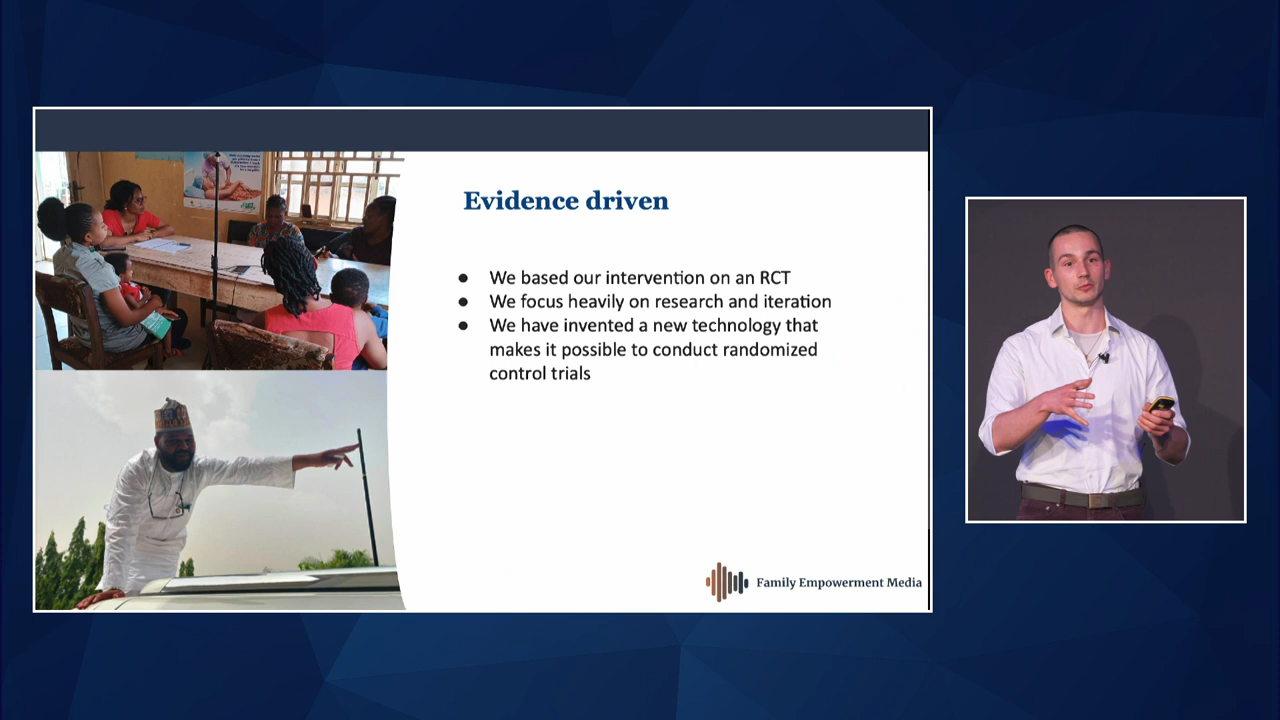 Evidence driven
● We based our intervention on an RCT
● We focus heavily on research and iteration
● We have invented a new technology that
makes it possible to conduct randomized
control trials
Family Empowerment Media